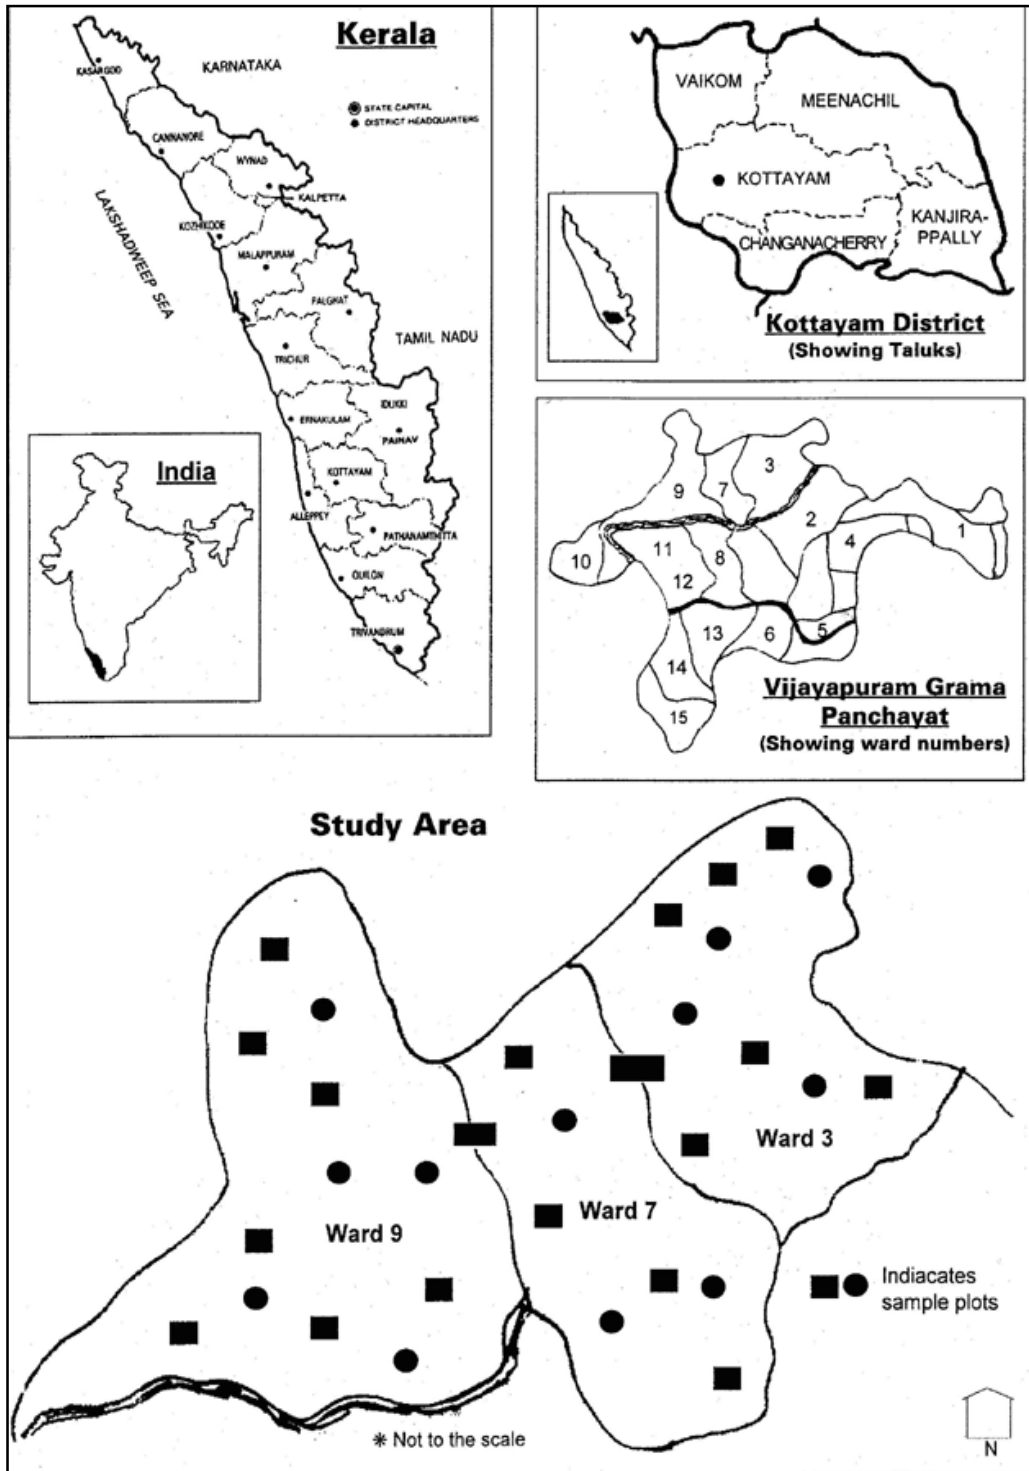 Kerala
KARNATAKA
KASARGOD
STATE CAPITAL
DISTRICT HEADQUARTERS
CANNANORE
WYNAD
KALPETTA
LAKSHADWEEP SEA
KOZHIKODE
MALAPPURAM
PALGHAT
TAMIL NADU
TRICHUR
IDUKKI
ERNAKULAM
PAINAV
KOTTAYAM
ALLEPPEY
PATHANAMTHITTA
QUILON
TRIVANDRUM
India
VAIKOM
MEENACHIL
KOTTAYAM
KANJIRA-
PPALLY
CHANGANACHERRY
Kottayam District
(Showing Taluks)
3
9
7
2
1
4
11
8
10
12
13
6
5
14
15
Vijayapuram Grama
Panchayat
(Showing ward numbers)
Study Area
Ward 3
Ward 7
Ward 9
Indiacates
sample plots
* Not to the scale
N